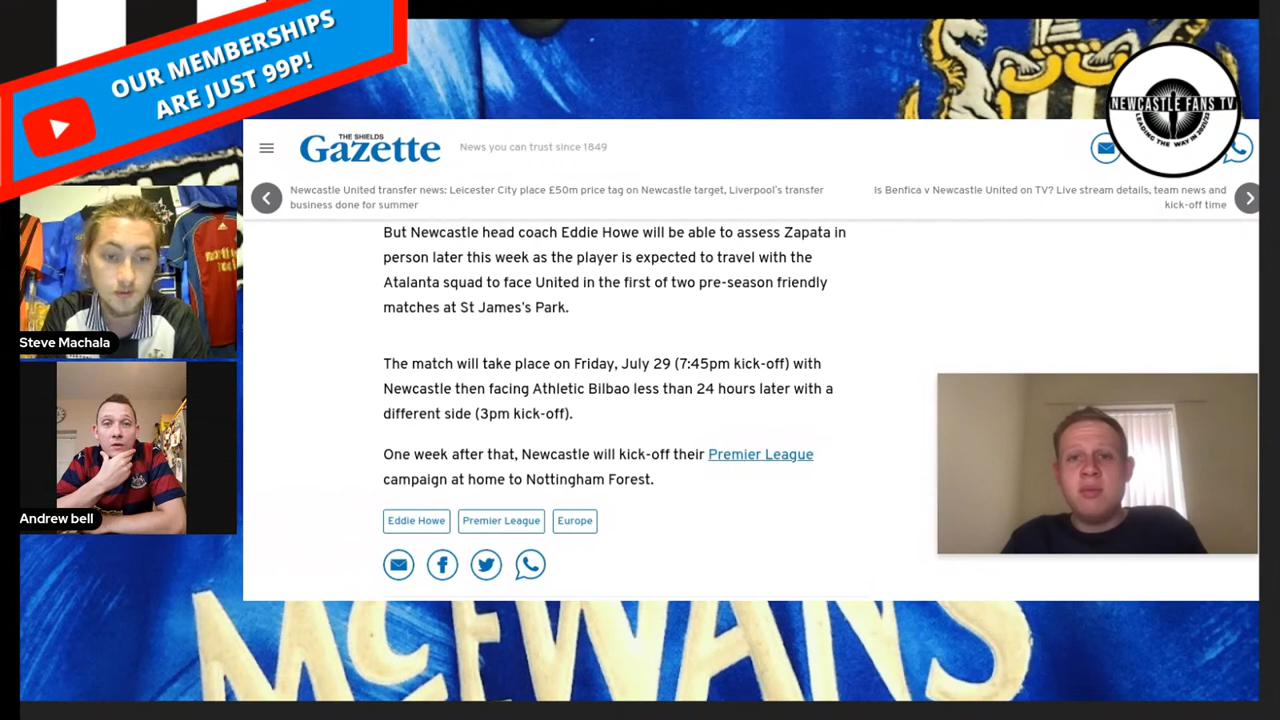 OUR MEMBERSHIPS
ARE JUST 99P!
NEWCASTLE FANS TV
LEADING THE WAY IN 2021/22
THE SHIELDS
Gazette
News you can trust since 1849
Newcastle United transfer news: Leicester City place £50m price tag on Newcastle target, Liverpool's transfer
business done for summer
Is Benfica v Newcastle United on TV? Live stream details, team news and
kick-off time
But Newcastle head coach Eddie Howe will be able to assess Zapata in
person later this week as the player is expected to travel with the
Atalanta squad to face United in the first of two pre-season friendly
matches at St James's Park.
The match will take place on Friday, July 29 (7:45pm kick-off) with
Newcastle then facing Athletic Bilbao less than 24 hours later with a
different side (3pm kick-off).
One week after that, Newcastle will kick-off their Premier League
campaign at home to Nottingham Forest.
Eddie Howe
Premier League
Europe
Steve Machala
Andrew bell
McEWANS